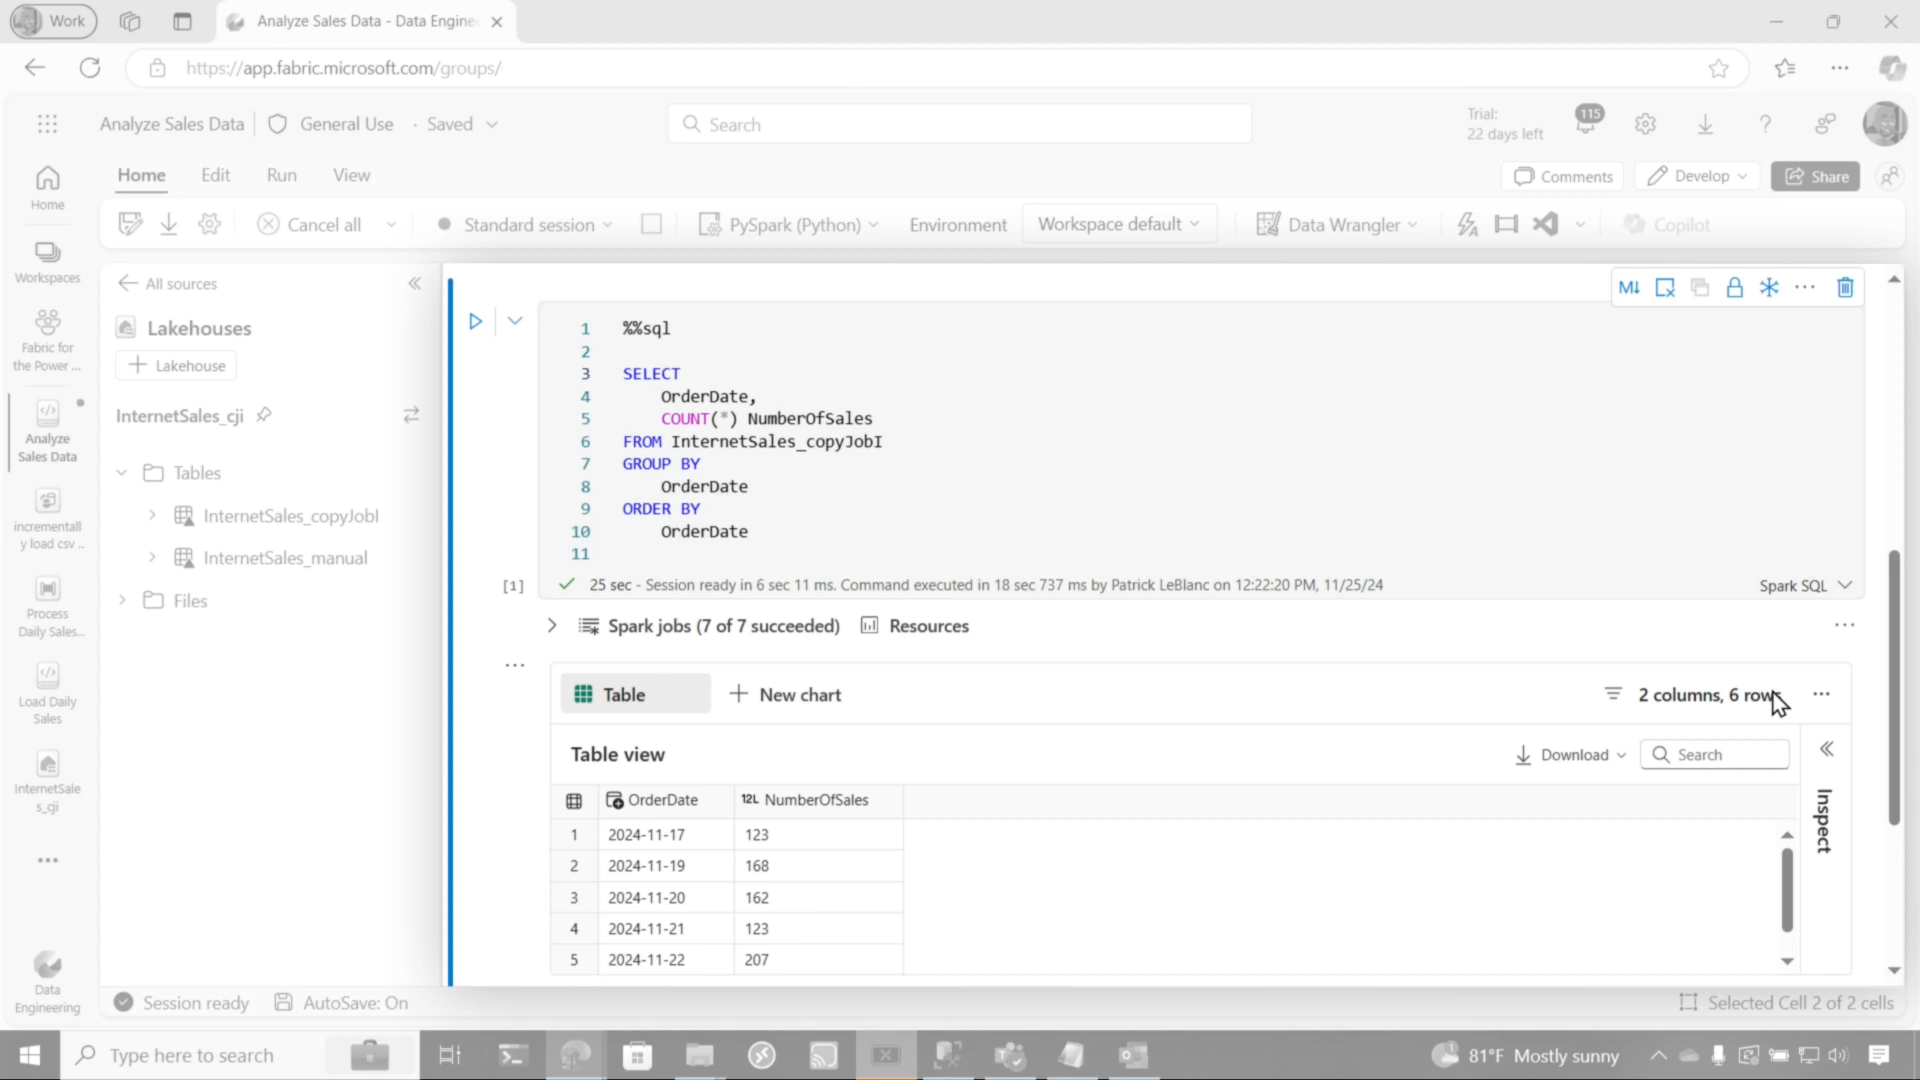 Work
Analyze Sales Data - Data Enginee
https://app.fabric.microsoft.com/groups/
Analyze Sales Data
General Use · Saved
Search
Trial:
22 days left
115
Home Edit Run View
Comments
Develop
Share
Cancel all
Standard session
PySpark (Python)
Environment
Workspace default
Data Wrangler
Copilot
Home
Workspaces
Fabric for
the Power ...
Analyze
Sales Data
incrementall
y load csv ..
Process
Daily Sales...
Load Daily
Sales
InternetSale
s_cji
Data
Engineering
All sources
Lakehouses
Lakehouse
InternetSales_cji
Tables
InternetSales_copyJobI
InternetSales_manual
Files
M↓
1 %%sql
2
3 SELECT
4 OrderDate,
5 COUNT(*) NumberOfSales
6 FROM InternetSales_copyJobI
7 GROUP BY
8 OrderDate
9 ORDER BY
10 OrderDate
11
[1]
25 sec - Session ready in 6 sec 11 ms. Command executed in 18 sec 737 ms by Patrick LeBlanc on 12:22:20 PM, 11/25/24
Spark SQL
Spark jobs (7 of 7 succeeded)
Resources
Table
New chart
2 columns, 6 rows
Table view
Download
Search
Inspect
OrderDate 12L NumberOfSales
1 2024-11-17 123
2 2024-11-19 168
3 2024-11-20 162
4 2024-11-21 123
5 2024-11-22 207
Session ready
AutoSave: On
Selected Cell 2 of 2 cells
Type here to search
1
81°F Mostly sunny